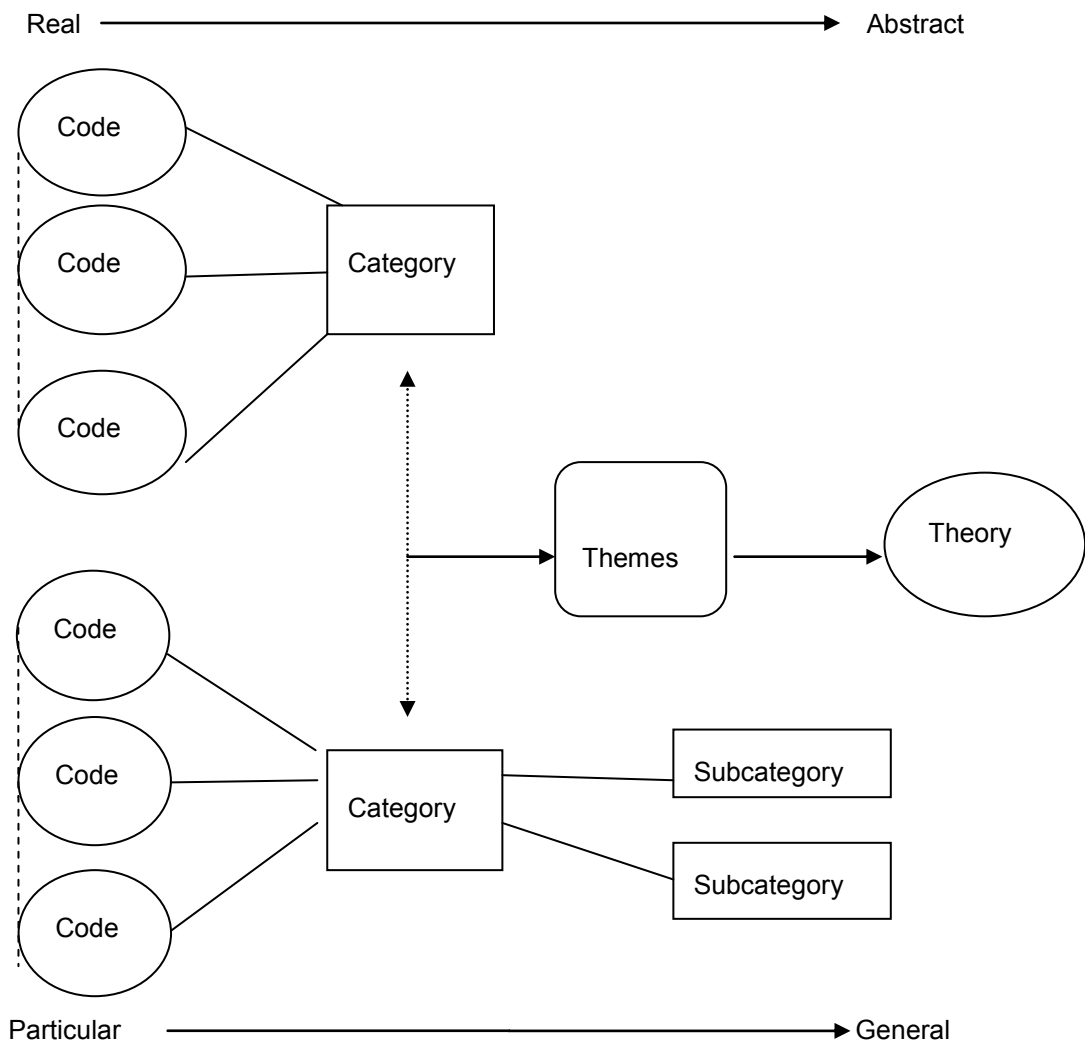 Real Abstract
Code
Code
Category
Code
Theory
Themes
Code
Code
Subcategory
Category
Subcategory
Code
Particular General